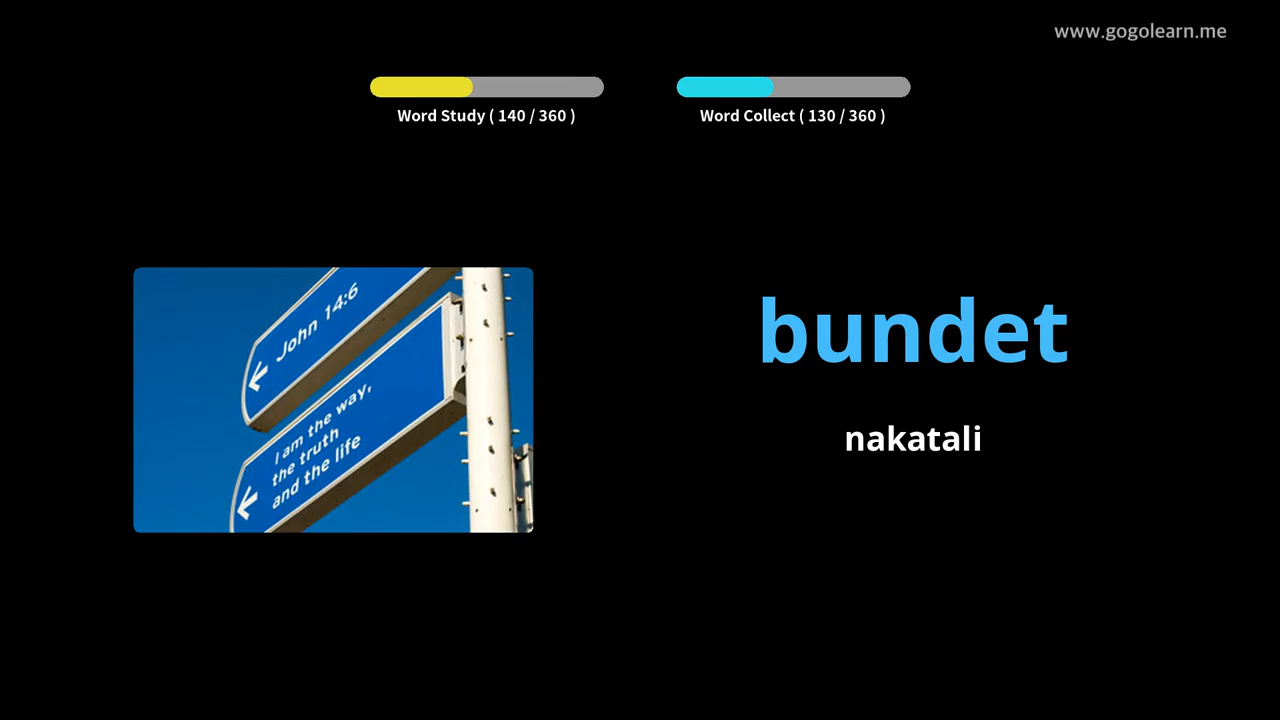 www.gogolearn.me
Word Study ( 140 / 360 )
Word Collect ( 130 / 360 )
John 14:6
I am the way,
the truth
and the life
bundet
nakatali